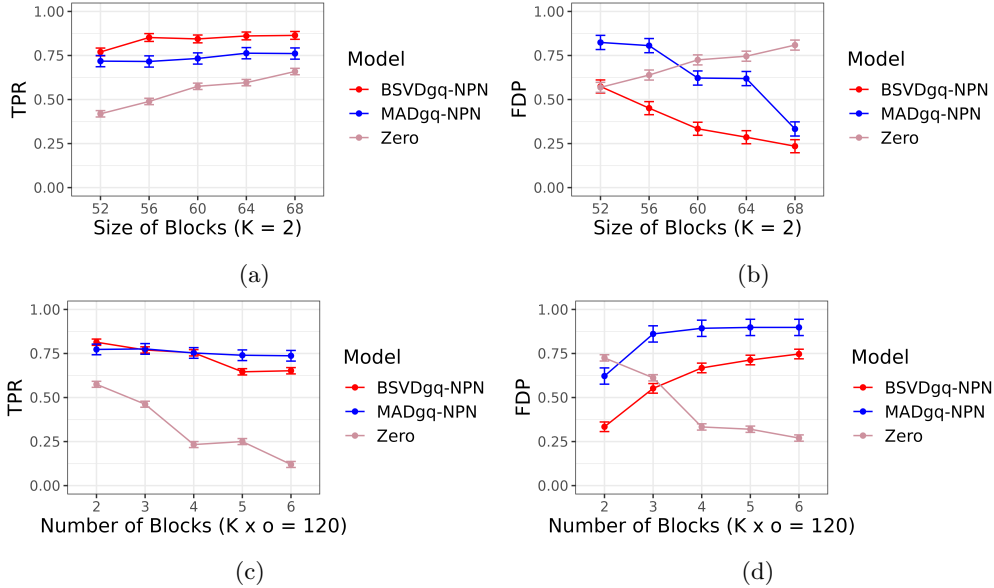 1.00
0.75
0.50
0.25
0.00
TPR
52 56 60 64 68
Size of Blocks (K = 2)
Model
BSVDgq-NPN
MADgq-NPN
Zero
(a)
1.00
0.75
0.50
0.25
0.00
FDP
52 56 60 64 68
Size of Blocks (K = 2)
Model
BSVDgq-NPN
MADgq-NPN
Zero
(b)
1.00
0.75
0.50
0.25
0.00
TPR
2 3 4 5 6
Number of Blocks (K x o = 120)
Model
BSVDgq-NPN
MADgq-NPN
Zero
(c)
1.00
0.75
0.50
0.25
0.00
FDP
2 3 4 5 6
Number of Blocks (K x o = 120)
Model
BSVDgq-NPN
MADgq-NPN
Zero
(d)